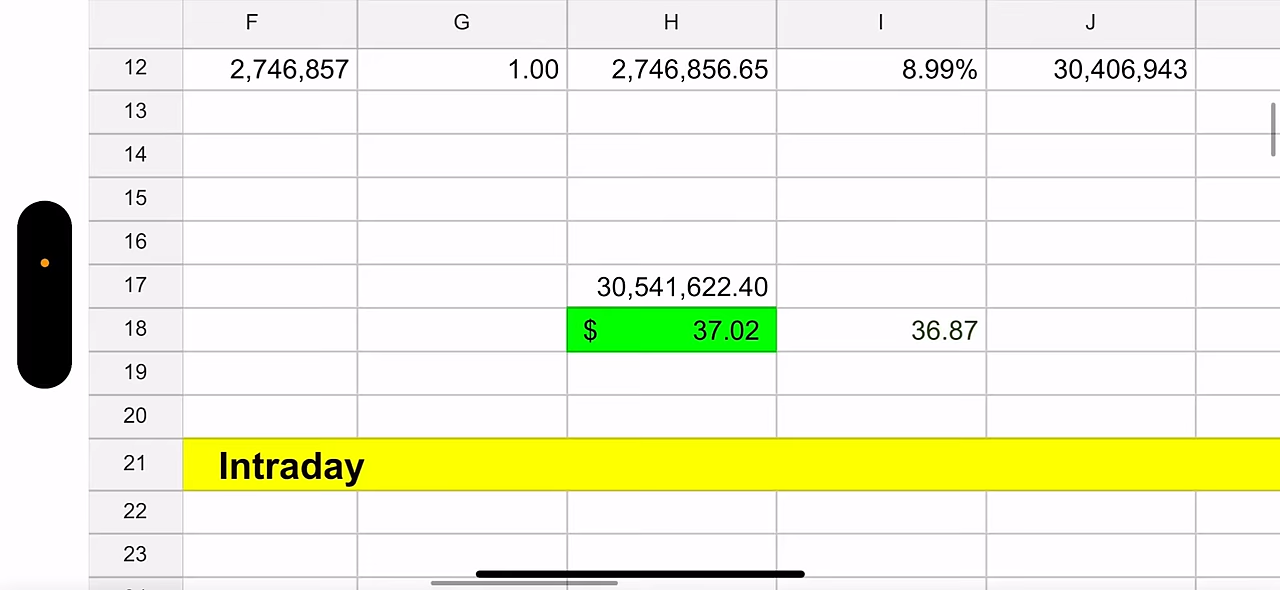 F G H I J
12 2,746,857 1.00 2,746,856.65 8.99% 30,406,943
13
14
15
16
17 30,541,622.40
18 $ 37.02 36.87
19
20
21 Intraday
22
23